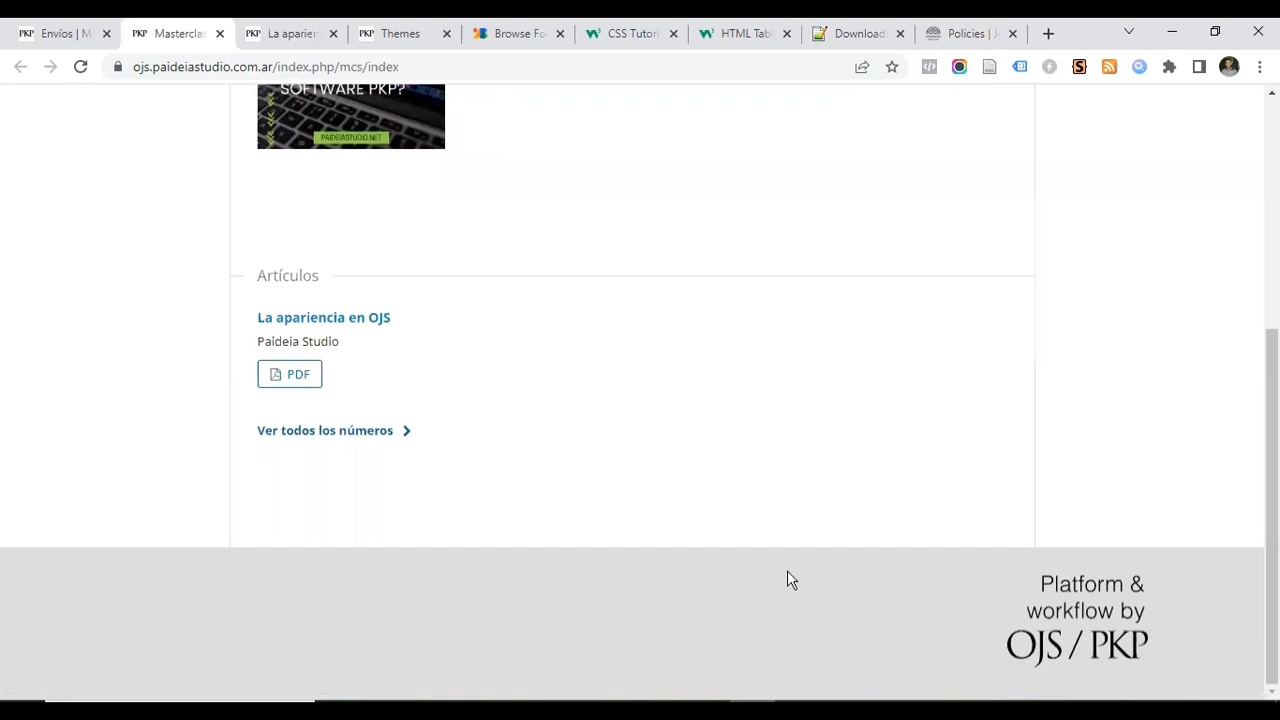 Envíos | M
Masterclas
La aparien
Themes
Browse Fo
CSS Tutori
HTML Tab
Download
Policies | J
ojs.paideiastudio.com.ar/index.php/mcs/index
SOFTWARE PKP?
PAIDEIASTUDIO.NET
Artículos
La apariencia en OJS
Paideia Studio
PDF
Ver todos los números
Platform &
workflow by
OJS / PKP